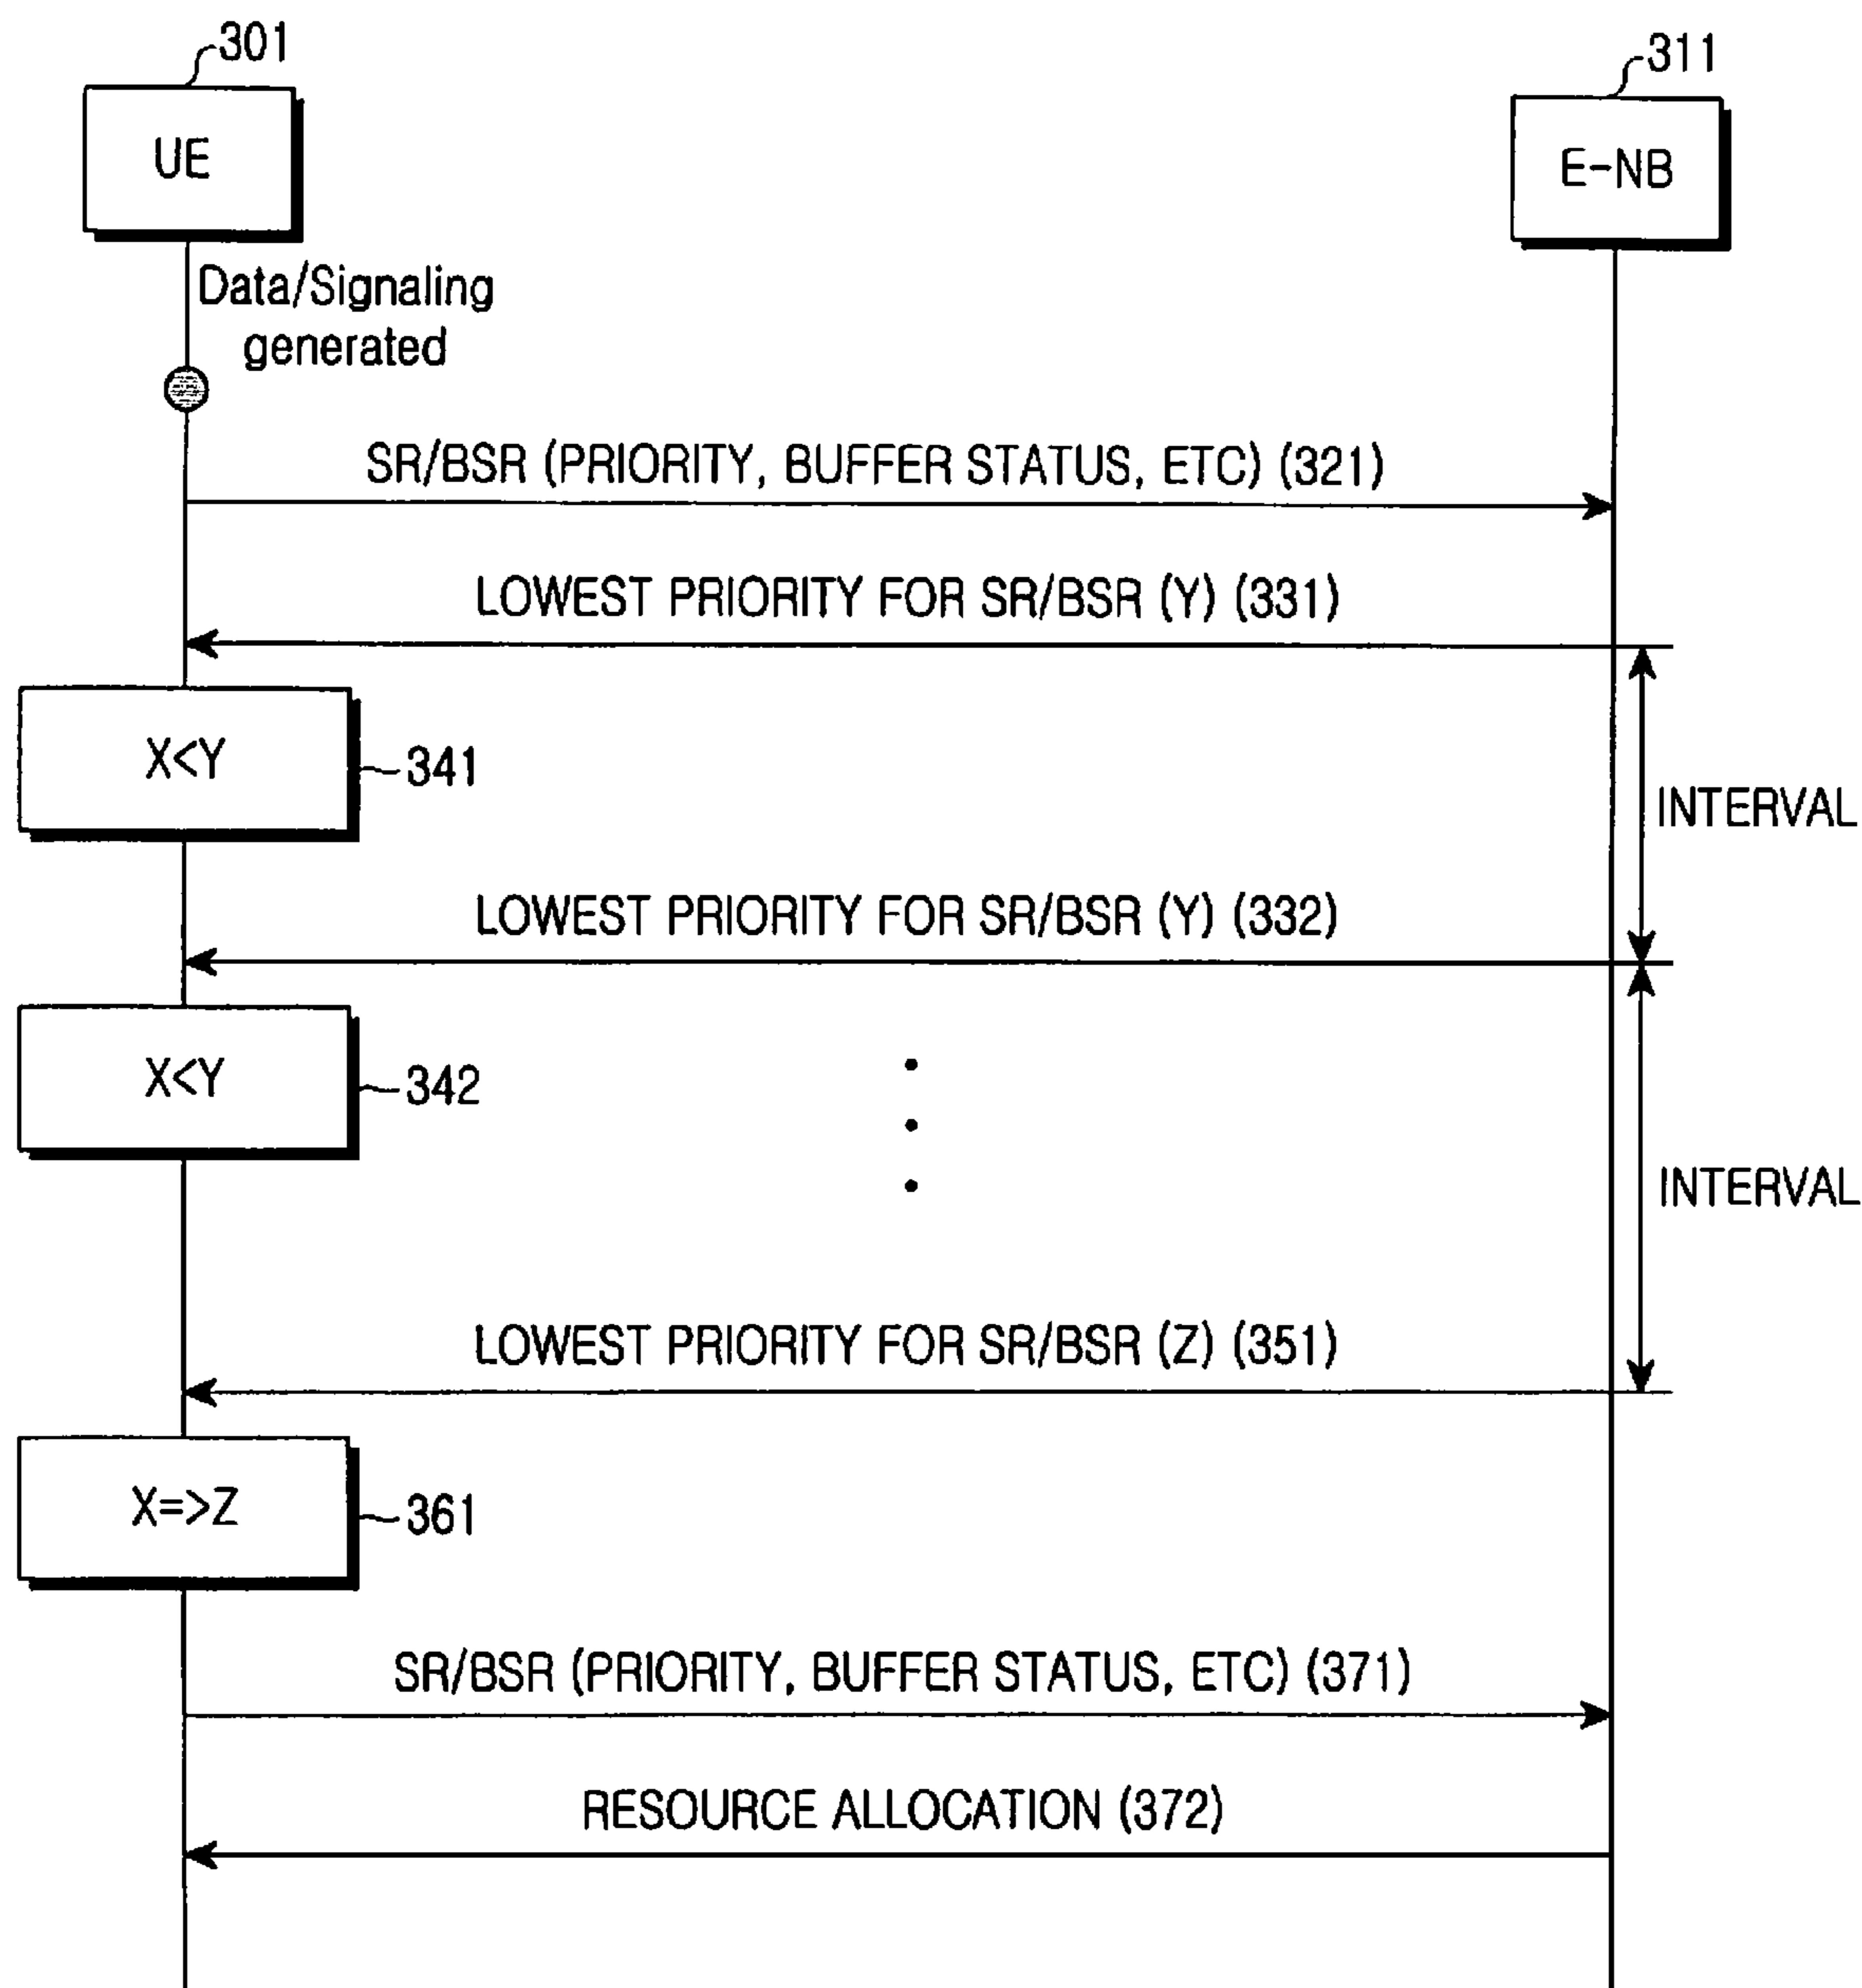 301
311
UE
E-NB
Data/Signaling
generated
SR/BSR (PRIORITY, BUFFER STATUS, ETC) (321)
LOWEST PRIORITY FOR SR/BSR (Y) (331)
X<Y
341
INTERVAL
LOWEST PRIORITY FOR SR/BSR (Y) (332)
X<Y
342
INTERVAL
LOWEST PRIORITY FOR SR/BSR (Z) (351)
X=>Z
361
SR/BSR (PRIORITY, BUFFER STATUS, ETC) (371)
RESOURCE ALLOCATION (372)